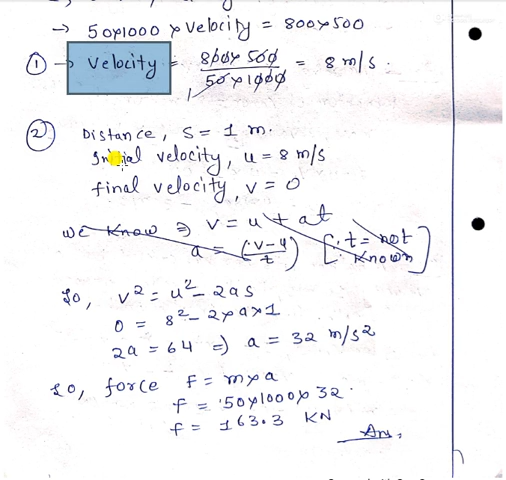 → 50×1000 × velocity = 800×500
① → velocity = 800×500 / 50×1000 = 8 m/s.
② Distance, S = 1 m.
Initial velocity, u = 8 m/s
final velocity, v = 0
we know ⇒ v = u + at
a = (v-u / t) [∵ t = not known]
So, v² = u² - 2as
0 = 8² - 2×a×1
2a = 64 ⇒ a = 32 m/s²
So, force F = m×a
f = 50×1000×32.
f = 163.3 KN
Ans.